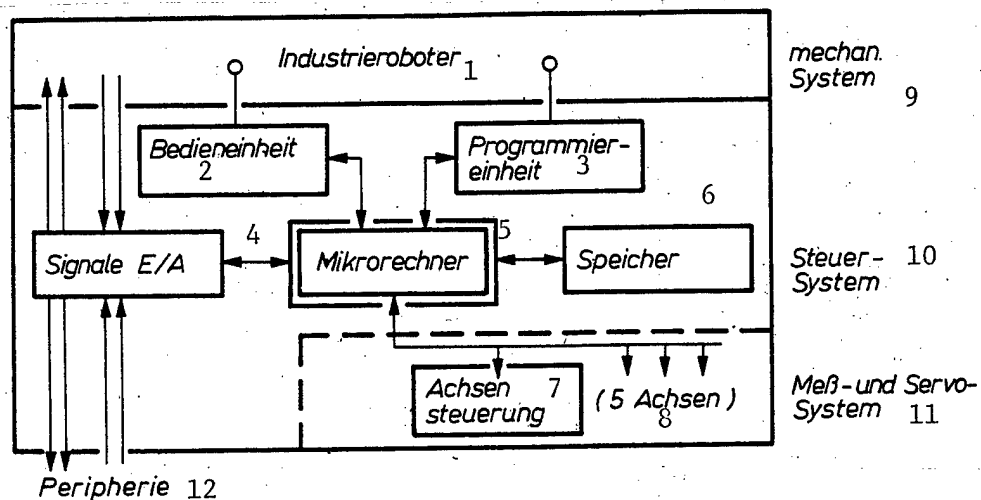 Industrieroboter 1
mechan.
System 9
Bedieneinheit
2
Programmier-
einheit 3
6
4
5
Signale E/A
Mikrorechner
Speicher
Steuer- 10
System
Achsen 7
steuerung
(5 Achsen)
8
Meß-und Servo-
System 11
Peripherie 12